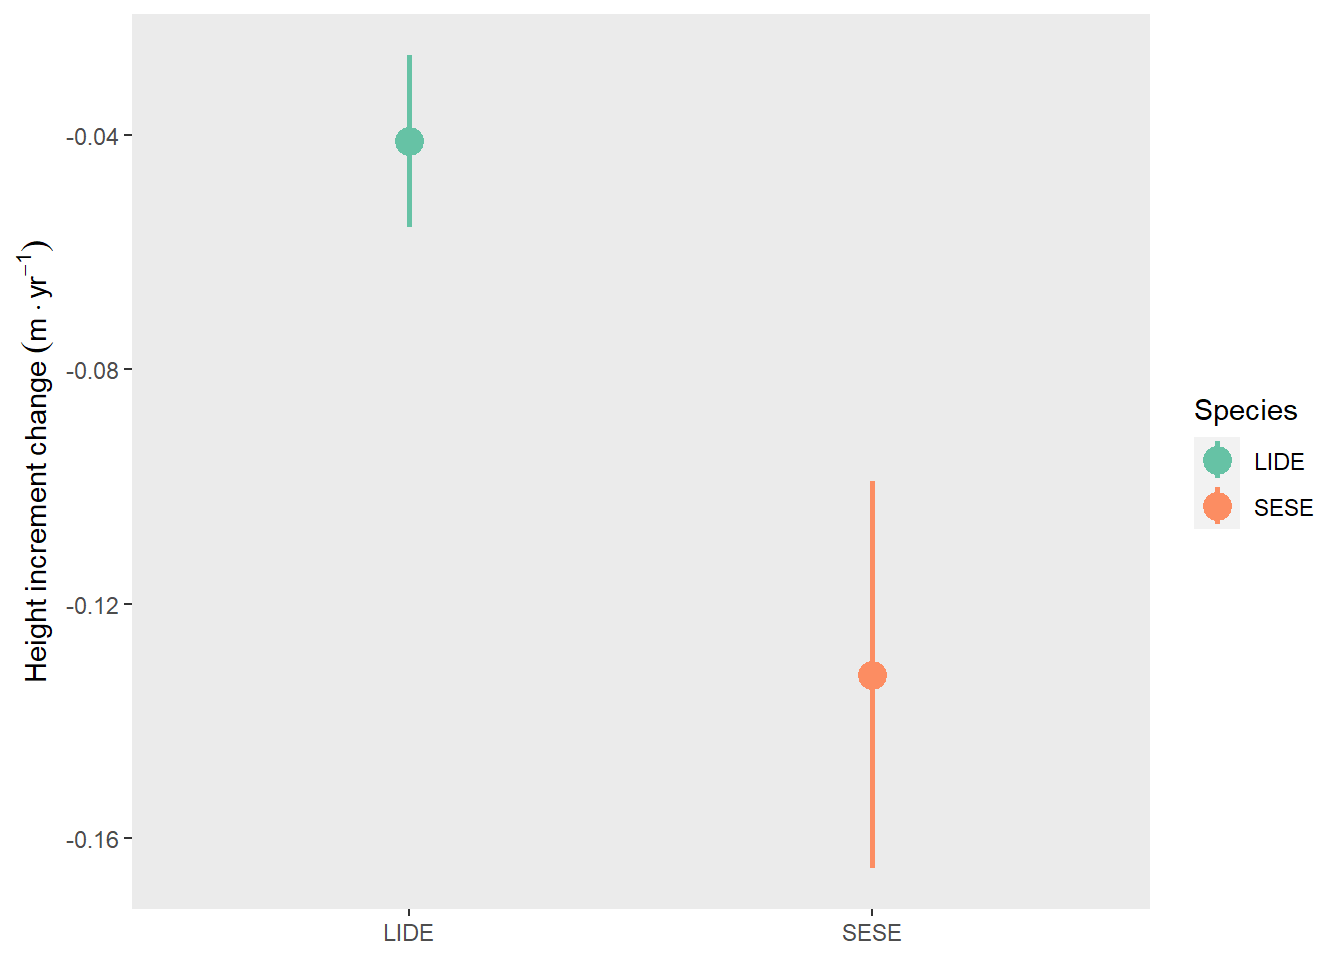 Height increment change (m · yr⁻¹)
-0.04
-0.08
-0.12
-0.16
LIDE
SESE
Species
LIDE
SESE